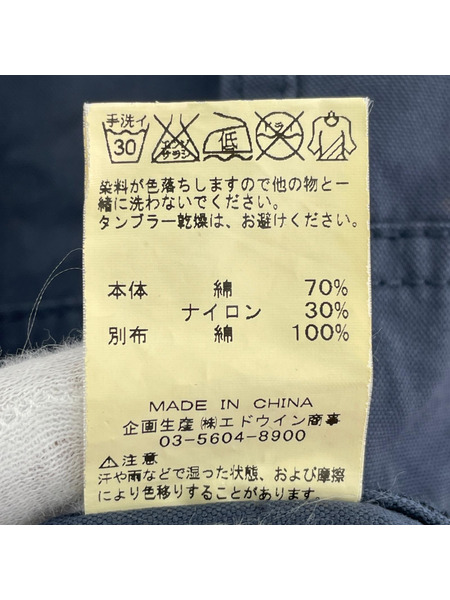 手洗イ
30 エンソ サラシ 低 ドライ
染料が色落ちしますので他の物と一
緒に洗わないでください。
タンブラー乾燥は、お避けください。
本体 綿 70%
ナイロン 30%
別布 綿 100%
MADE IN CHINA
企画生産㈱エドウイン商事
03-5604-8900
⚠注意
汗や雨などで湿った状態、および摩擦
により色移りすることがあります。